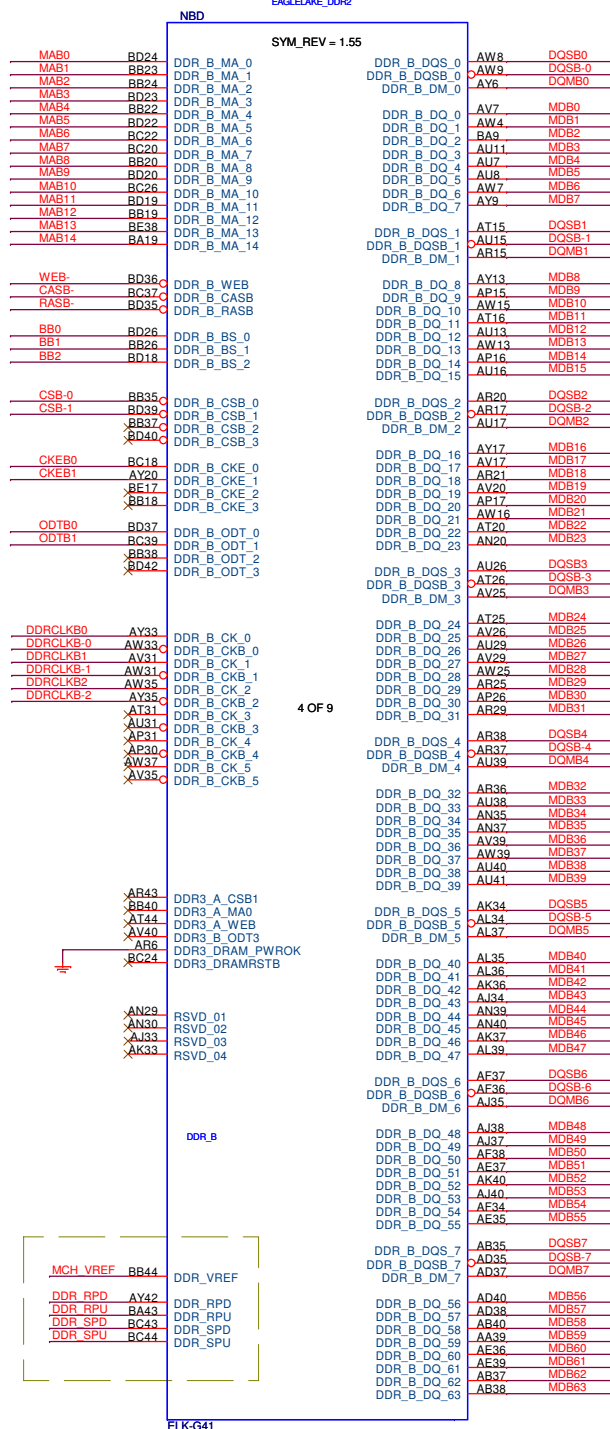 EAGLELAKE_DDR2
NBD
SYM_REV = 1.55
MAB0 BD24 DDR_B_MA_0
MAB1 BB23 DDR_B_MA_1
MAB2 BB24 DDR_B_MA_2
MAB3 BD23 DDR_B_MA_3
MAB4 BB22 DDR_B_MA_4
MAB5 BD22 DDR_B_MA_5
MAB6 BC22 DDR_B_MA_6
MAB7 BC20 DDR_B_MA_7
MAB8 BB20 DDR_B_MA_8
MAB9 BD20 DDR_B_MA_9
MAB10 BC26 DDR_B_MA_10
MAB11 BD19 DDR_B_MA_11
MAB12 BB19 DDR_B_MA_12
MAB13 BE38 DDR_B_MA_13
MAB14 BA19 DDR_B_MA_14
WEB- BD36 DDR_B_WEB
CASB- BC37 DDR_B_CASB
RASB- BD35 DDR_B_RASB
BB0 BD26 DDR_B_BS_0
BB1 BB26 DDR_B_BS_1
BB2 BD18 DDR_B_BS_2
CSB-0 BB35 DDR_B_CSB_0
CSB-1 BD39 DDR_B_CSB_1
BB37 DDR_B_CSB_2
BD40 DDR_B_CSB_3
CKEB0 BC18 DDR_B_CKE_0
CKEB1 AY20 DDR_B_CKE_1
BE17 DDR_B_CKE_2
BB18 DDR_B_CKE_3
ODTB0 BD37 DDR_B_ODT_0
ODTB1 BC39 DDR_B_ODT_1
BB38 DDR_B_ODT_2
BD42 DDR_B_ODT_3
DDRCLKB0 AY33 DDR_B_CK_0
DDRCLKB-0 AW33 DDR_B_CKB_0
DDRCLKB1 AV31 DDR_B_CK_1
DDRCLKB-1 AW31 DDR_B_CKB_1
DDRCLKB2 AW35 DDR_B_CK_2
DDRCLKB-2 AY35 DDR_B_CKB_2
AT31 DDR_B_CK_3
AU31 DDR_B_CKB_3
AP31 DDR_B_CK_4
AP30 DDR_B_CKB_4
AW37 DDR_B_CK_5
AV35 DDR_B_CKB_5
4 OF 9
AR43 DDR3_A_CSB1
BB40 DDR3_A_MA0
AT44 DDR3_A_WEB
AV40 DDR3_B_ODT3
AR6 DDR3_DRAM_PWROK
BC24 DDR3_DRAMRSTB
AN29 RSVD_01
AN30 RSVD_02
AJ33 RSVD_03
AK33 RSVD_04
DDR_B
MCH_VREF BB44 DDR_VREF
DDR_RPD AY42 DDR_RPD
DDR_RPU BA43 DDR_RPU
DDR_SPD BC43 DDR_SPD
DDR_SPU BC44 DDR_SPU
DDR_B_DQS_0 AW8 DQSB0
DDR_B_DQSB_0 AW9 DQSB-0
DDR_B_DM_0 AY6 DQMB0
DDR_B_DQ_0 AV7 MDB0
DDR_B_DQ_1 AW4 MDB1
DDR_B_DQ_2 BA9 MDB2
DDR_B_DQ_3 AU11 MDB3
DDR_B_DQ_4 AU7 MDB4
DDR_B_DQ_5 AU8 MDB5
DDR_B_DQ_6 AW7 MDB6
DDR_B_DQ_7 AY9 MDB7
DDR_B_DQS_1 AT15 DQSB1
DDR_B_DQSB_1 AU15 DQSB-1
DDR_B_DM_1 AR15 DQMB1
DDR_B_DQ_8 AY13 MDB8
DDR_B_DQ_9 AP15 MDB9
DDR_B_DQ_10 AW15 MDB10
DDR_B_DQ_11 AT16 MDB11
DDR_B_DQ_12 AU13 MDB12
DDR_B_DQ_13 AW13 MDB13
DDR_B_DQ_14 AP16 MDB14
DDR_B_DQ_15 AU16 MDB15
DDR_B_DQS_2 AR20 DQSB2
DDR_B_DQSB_2 AR17 DQSB-2
DDR_B_DM_2 AU17 DQMB2
DDR_B_DQ_16 AY17 MDB16
DDR_B_DQ_17 AV17 MDB17
DDR_B_DQ_18 AR21 MDB18
DDR_B_DQ_19 AV20 MDB19
DDR_B_DQ_20 AP17 MDB20
DDR_B_DQ_21 AW16 MDB21
DDR_B_DQ_22 AT20 MDB22
DDR_B_DQ_23 AN20 MDB23
DDR_B_DQS_3 AU26 DQSB3
DDR_B_DQSB_3 AT26 DQSB-3
DDR_B_DM_3 AV25 DQMB3
DDR_B_DQ_24 AT25 MDB24
DDR_B_DQ_25 AV26 MDB25
DDR_B_DQ_26 AU29 MDB26
DDR_B_DQ_27 AV29 MDB27
DDR_B_DQ_28 AW25 MDB28
DDR_B_DQ_29 AR25 MDB29
DDR_B_DQ_30 AP26 MDB30
DDR_B_DQ_31 AR29 MDB31
DDR_B_DQS_4 AR38 DQSB4
DDR_B_DQSB_4 AR37 DQSB-4
DDR_B_DM_4 AU39 DQMB4
DDR_B_DQ_32 AR36 MDB32
DDR_B_DQ_33 AU38 MDB33
DDR_B_DQ_34 AN35 MDB34
DDR_B_DQ_35 AN37 MDB35
DDR_B_DQ_36 AV39 MDB36
DDR_B_DQ_37 AW39 MDB37
DDR_B_DQ_38 AU40 MDB38
DDR_B_DQ_39 AU41 MDB39
DDR_B_DQS_5 AK34 DQSB5
DDR_B_DQSB_5 AL34 DQSB-5
DDR_B_DM_5 AL37 DQMB5
DDR_B_DQ_40 AL35 MDB40
DDR_B_DQ_41 AL36 MDB41
DDR_B_DQ_42 AK36 MDB42
DDR_B_DQ_43 AJ34 MDB43
DDR_B_DQ_44 AN39 MDB44
DDR_B_DQ_45 AN40 MDB45
DDR_B_DQ_46 AK37 MDB46
DDR_B_DQ_47 AL39 MDB47
DDR_B_DQS_6 AF37 DQSB6
DDR_B_DQSB_6 AF36 DQSB-6
DDR_B_DM_6 AJ35 DQMB6
DDR_B_DQ_48 AJ38 MDB48
DDR_B_DQ_49 AJ37 MDB49
DDR_B_DQ_50 AF38 MDB50
DDR_B_DQ_51 AE37 MDB51
DDR_B_DQ_52 AK40 MDB52
DDR_B_DQ_53 AJ40 MDB53
DDR_B_DQ_54 AF34 MDB54
DDR_B_DQ_55 AE35 MDB55
DDR_B_DQS_7 AB35 DQSB7
DDR_B_DQSB_7 AD35 DQSB-7
DDR_B_DM_7 AD37 DQMB7
DDR_B_DQ_56 AD40 MDB56
DDR_B_DQ_57 AD38 MDB57
DDR_B_DQ_58 AB40 MDB58
DDR_B_DQ_59 AA39 MDB59
DDR_B_DQ_60 AE36 MDB60
DDR_B_DQ_61 AE39 MDB61
DDR_B_DQ_62 AB37 MDB62
DDR_B_DQ_63 AB38 MDB63
ELK-G41